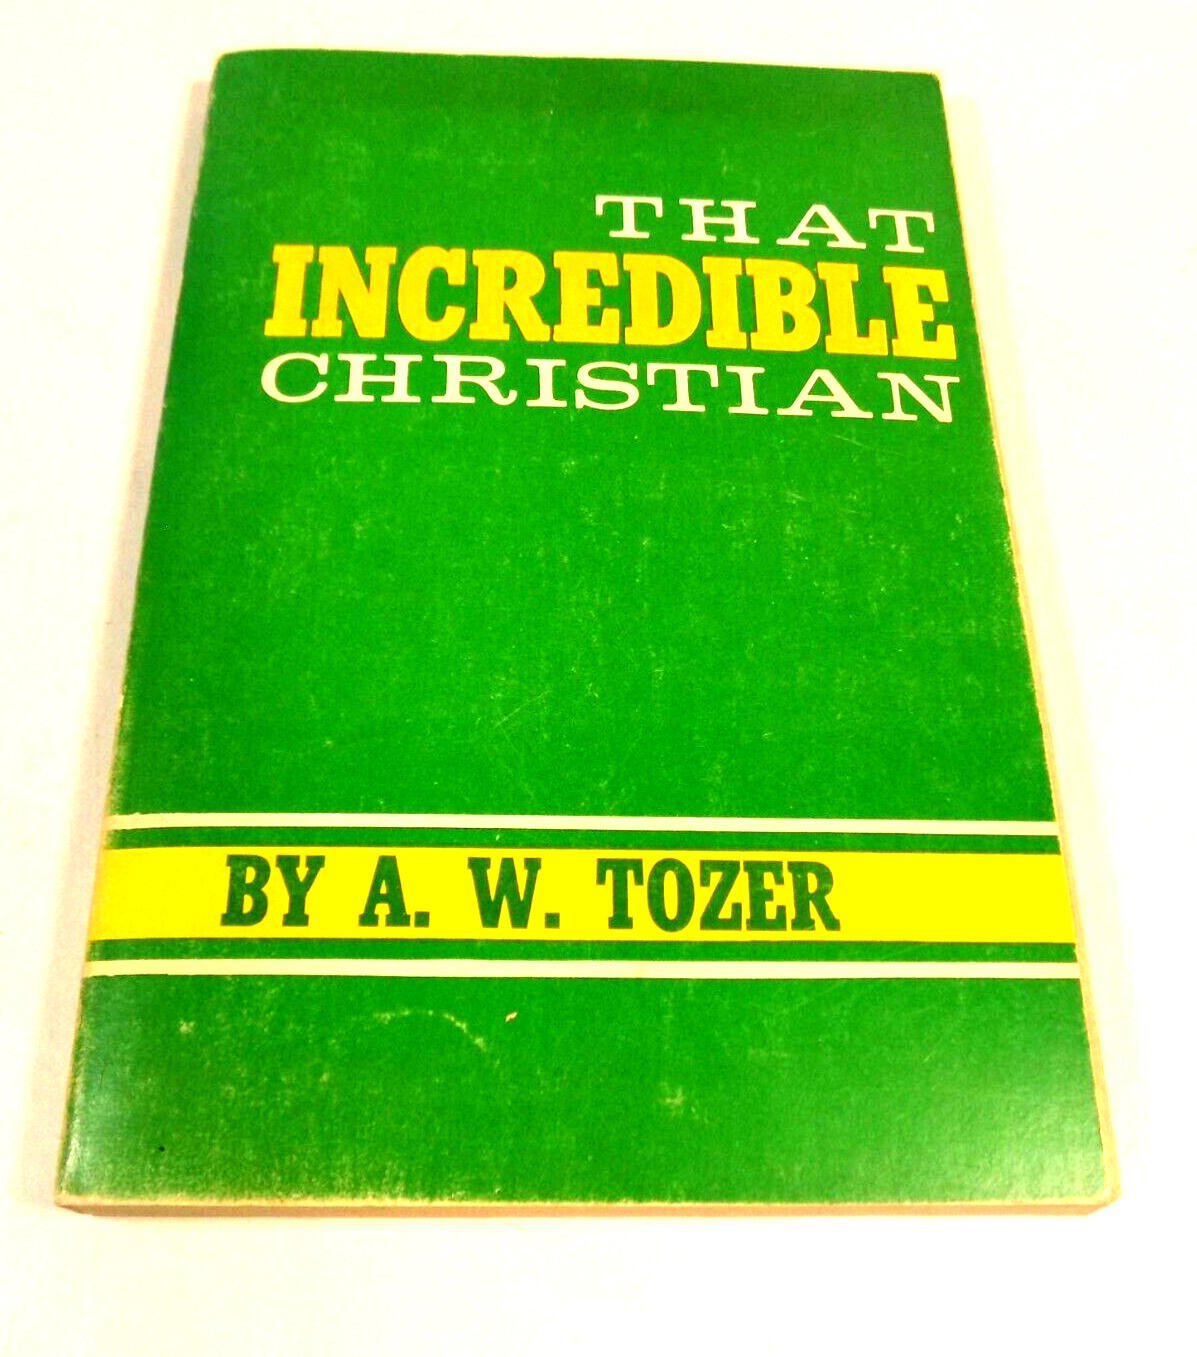 THAT
INCREDIBLE
CHRISTIAN
BY A. W. TOZER